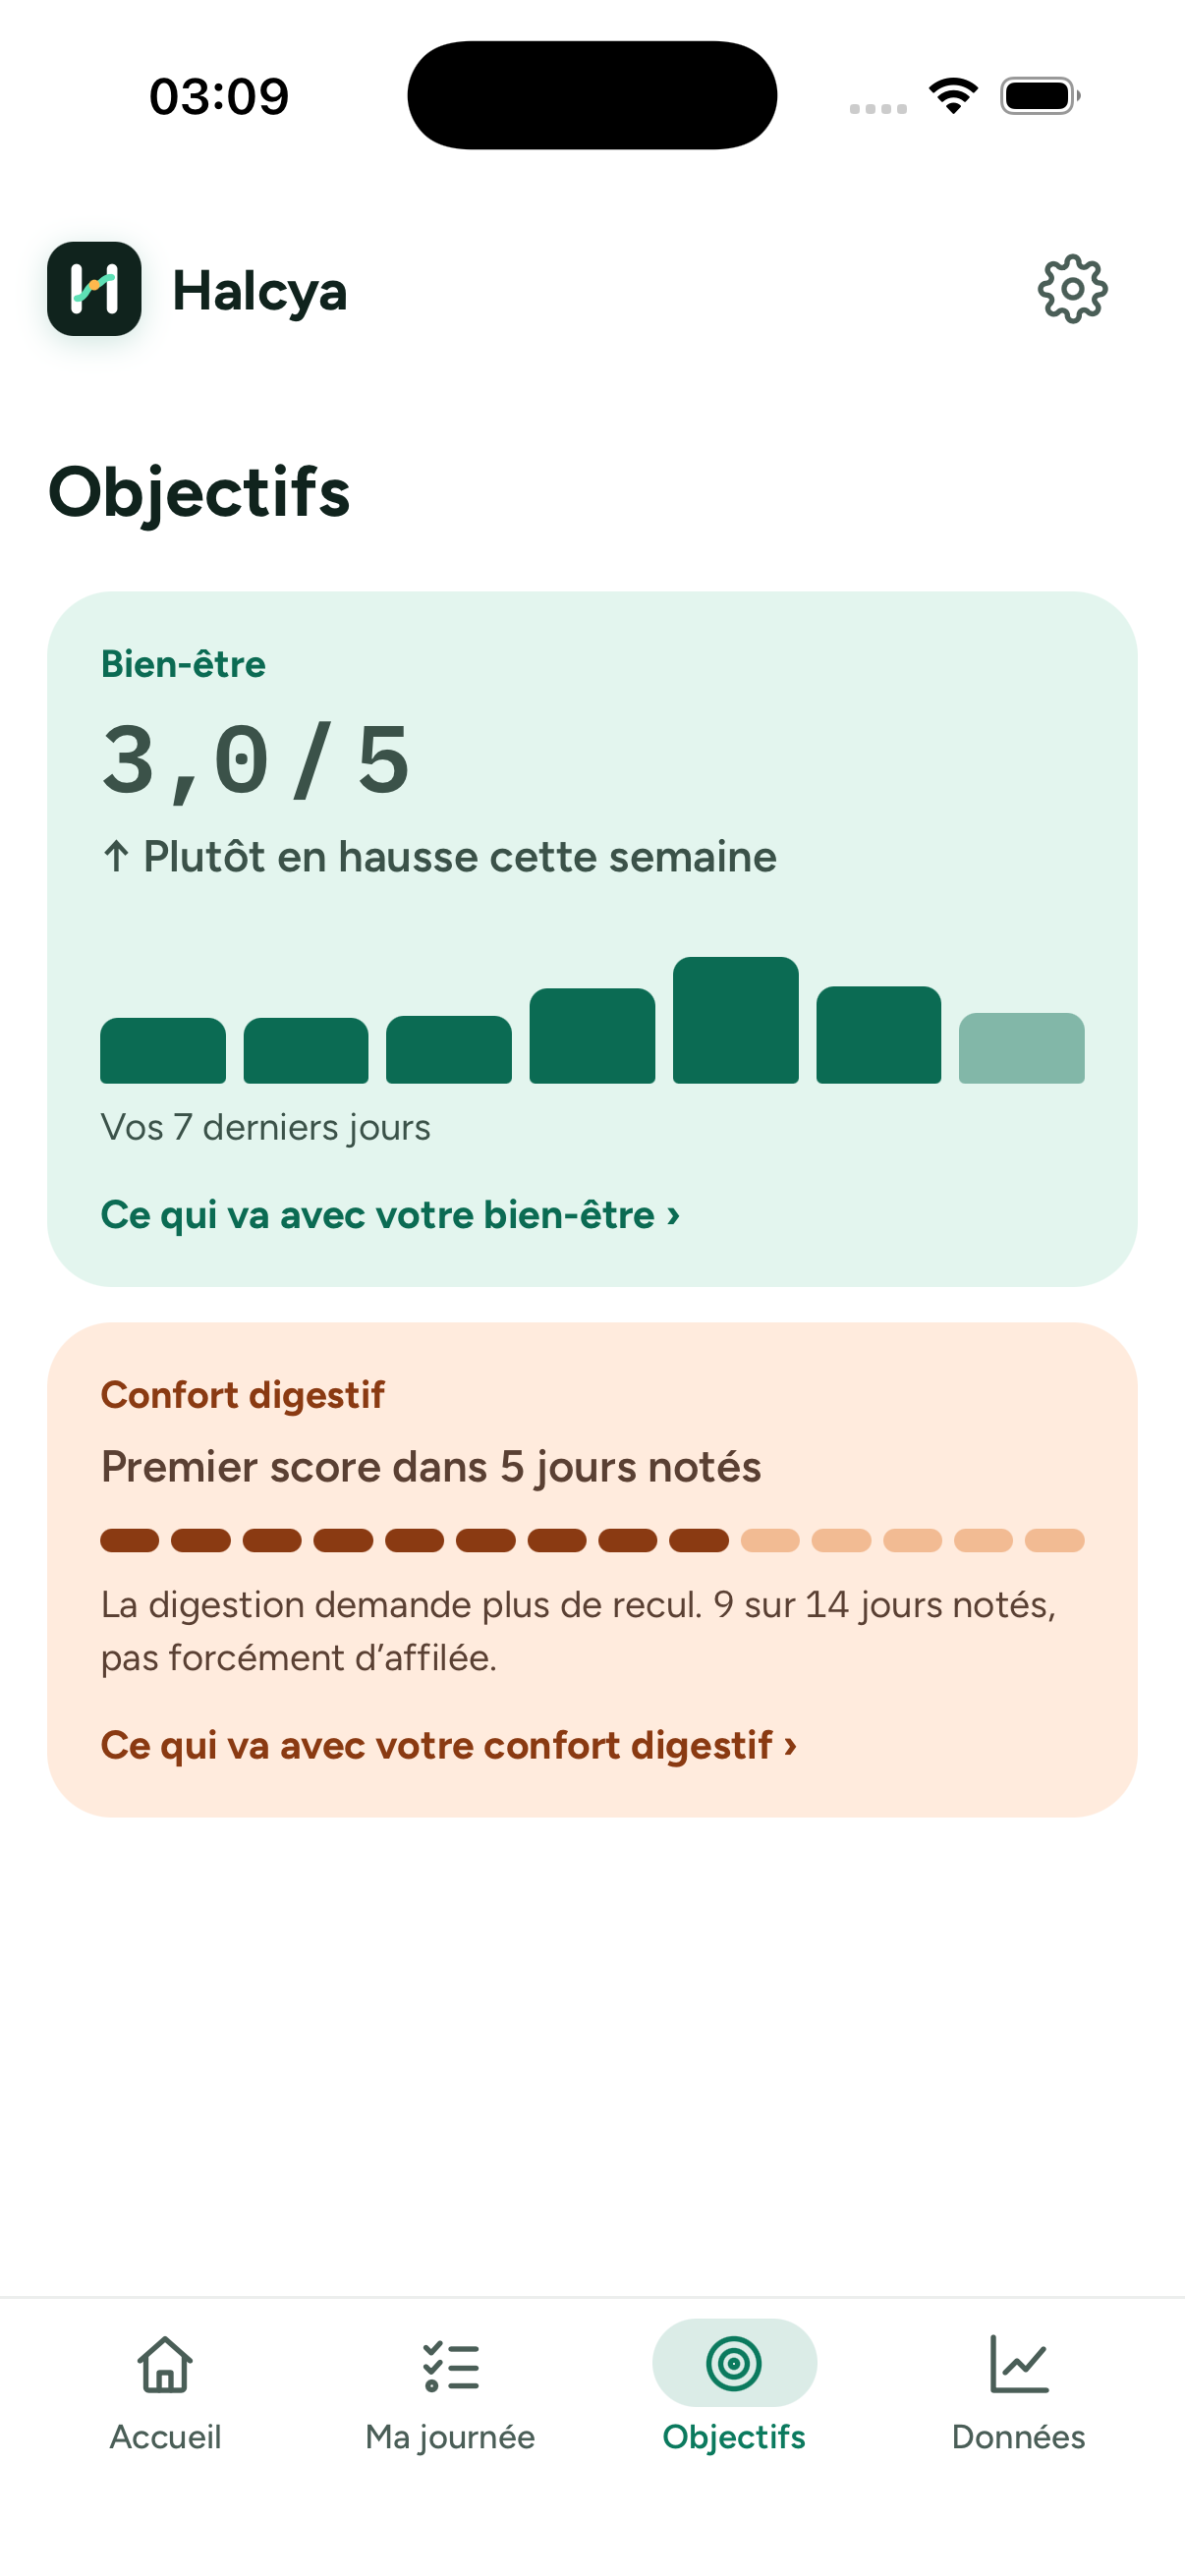 03:09
Halcya
Objectifs
Bien-être
3,0/5
↑ Plutôt en hausse cette semaine
Vos 7 derniers jours
Ce qui va avec votre bien-être ›
Confort digestif
Premier score dans 5 jours notés
La digestion demande plus de recul. 9 sur 14 jours notés,
pas forcément d’affilée.
Ce qui va avec votre confort digestif ›
Accueil
Ma journée
Objectifs
Données